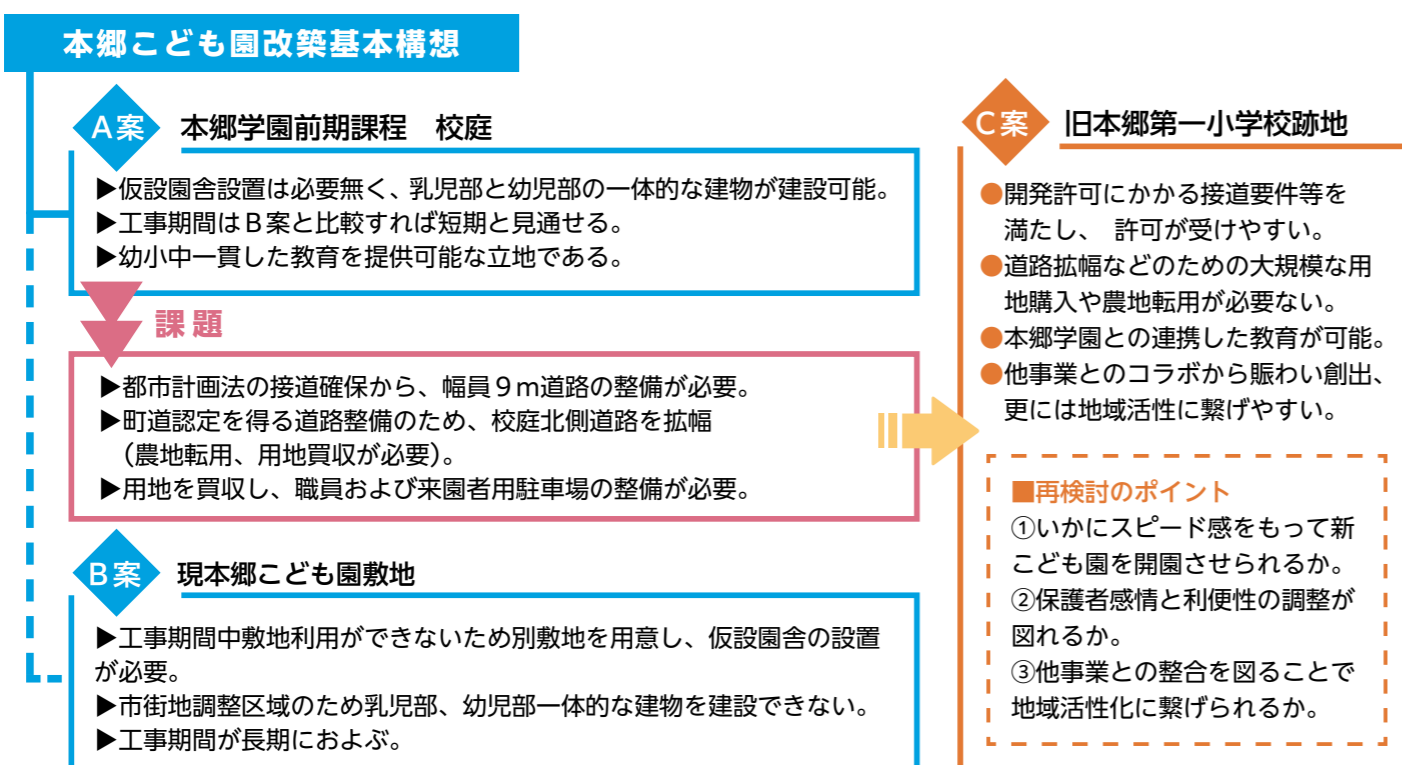 本郷こども園改築基本構想
A案 本郷学園前期課程　校庭
▶仮設園舎設置は必要無く、乳児部と幼児部の一体的な建物が建設可能。
▶工事期間はB案と比較すれば短期と見通せる。
▶幼小中一貫した教育を提供可能な立地である。
課題
▶都市計画法の接道確保から、幅員９ｍ道路の整備が必要。
▶町道認定を得る道路整備のため、校庭北側道路を拡幅
（農地転用、用地買収が必要）。
▶用地を買収し、職員および来園者用駐車場の整備が必要。
B案 現本郷こども園敷地
▶工事期間中敷地利用ができないため別敷地を用意し、仮設園舎の設置
が必要。
▶市街地調整区域のため乳児部、幼児部一体的な建物を建設できない。
▶工事期間が長期におよぶ。
C案 旧本郷第一小学校跡地
●開発許可にかかる接道要件等を
満たし、 許可が受けやすい。
●道路拡幅などのための大規模な用
地購入や農地転用が必要ない。
●本郷学園との連携した教育が可能。
●他事業とのコラボから賑わい創出、
更には地域活性に繋げやすい。
■再検討のポイント
①いかにスピード感をもって新
こども園を開園させられるか。
②保護者感情と利便性の調整が
図れるか。
③他事業との整合を図ることで
地域活性化に繋げられるか。